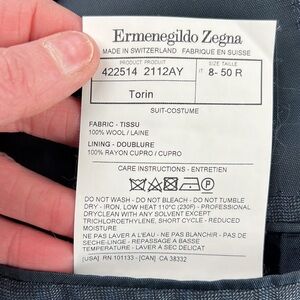 Ermenegildo Zegna
MADE IN SWITZERLAND FABRIQUE EN SUISSE
PRODUCT PRODUIT SIZE TAILLE
422514 2112AY IT 8- 50 R
Torin
SUIT-COSTUME
FABRIC - TISSU
100% WOOL / LAINE
LINING - DOUBLURE
100% RAYON CUPRO / CUPRO
CARE INSTRUCTIONS - ENTRETIEN
P
DO NOT WASH - DO NOT BLEACH - DO NOT TUMBLE
DRY - IRON, LOW HEAT 110°C (230F) - PROFESSIONAL
DRYCLEAN WITH ANY SOLVENT EXCEPT
TRICHLOROETHYLENE, SHORT CYCLE - REDUCED
MOISTURE
NE PAS LAVER A L'EAU - NE PAS BLANCHIR - PAS DE
SECHE-LINGE - REPASSAGE A BASSE
TEMPERATURE - LAVER A SEC DELICAT
(USA) RN 101133 - (CAN) CA 38332